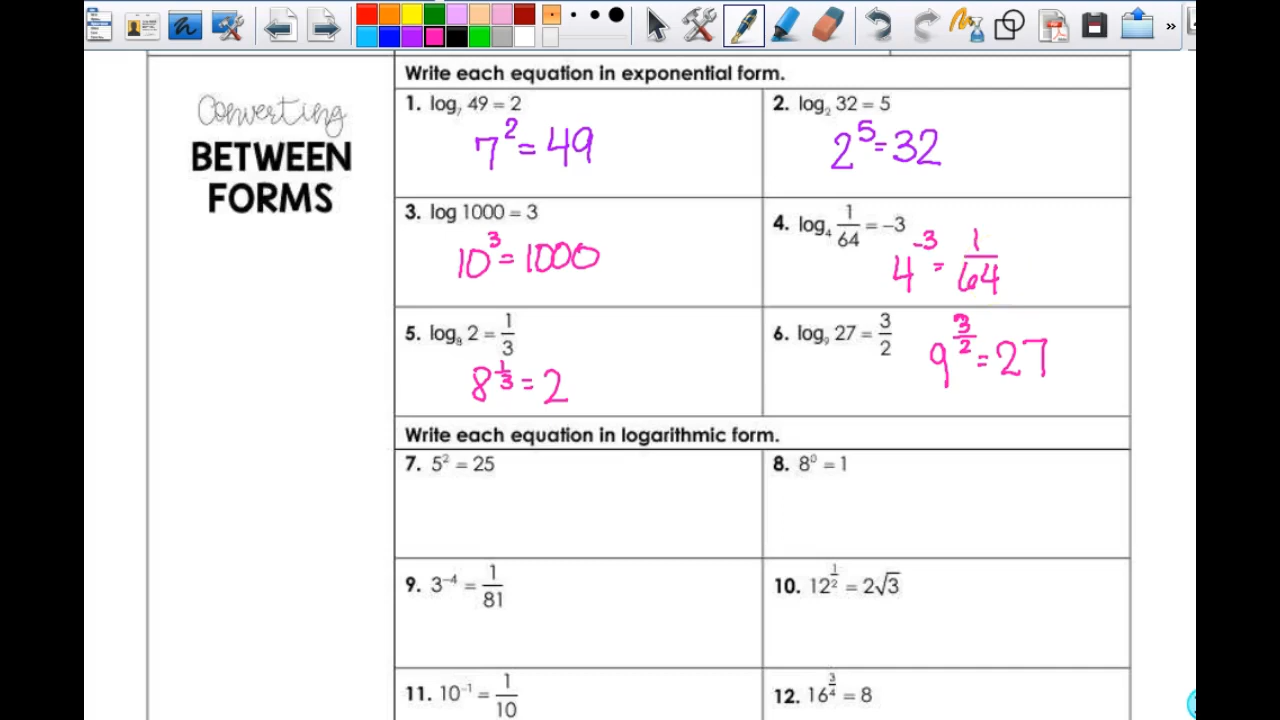 Converting
BETWEEN
FORMS
Write each equation in exponential form.
1. log₇ 49 = 2
7² = 49
2. log₂ 32 = 5
2⁵ = 32
3. log 1000 = 3
10³ = 1000
4. log₄ 1/64 = –3
4⁻³ = 1/64
5. log₈ 2 = 1/3
8^(1/3) = 2
6. log₉ 27 = 3/2
9^(3/2) = 27
Write each equation in logarithmic form.
7. 5² = 25
8. 8⁰ = 1
9. 3⁻⁴ = 1/81
10. 12^(1/2) = 2√3
11. 10⁻¹ = 1/10
12. 16^(3/4) = 8